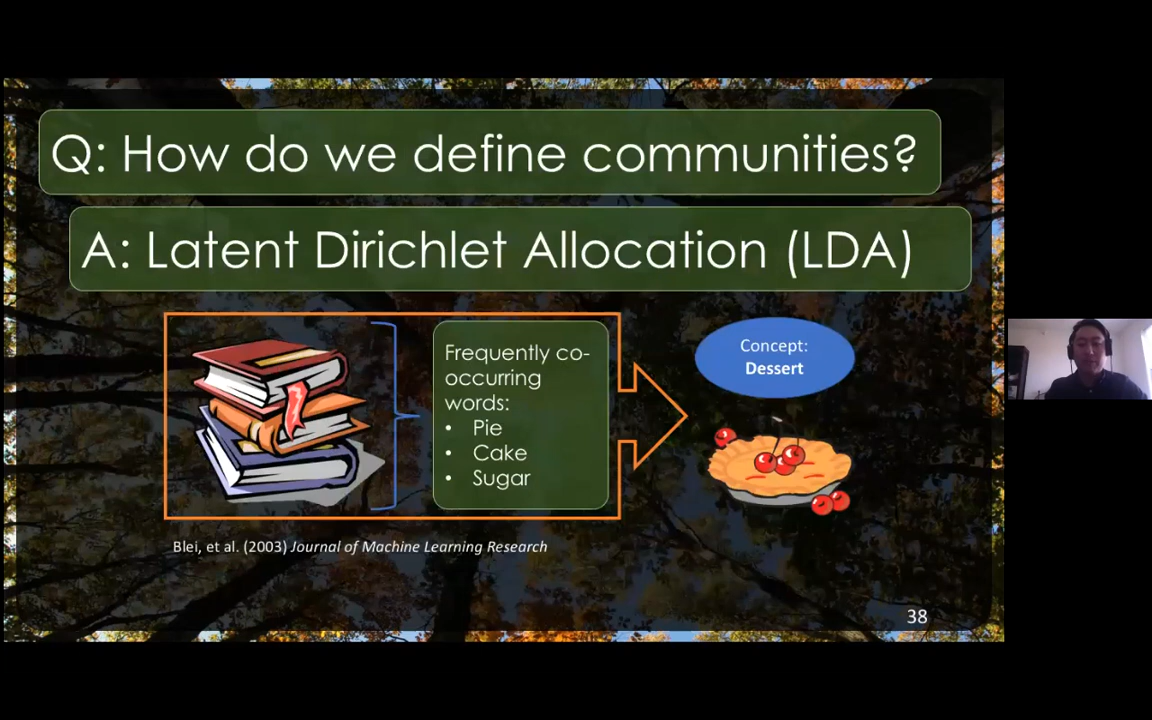 Q: How do we define communities?
A: Latent Dirichlet Allocation (LDA)
Frequently co-
occurring
words:
• Pie
• Cake
• Sugar
Concept:
Dessert
Blei, et al. (2003) Journal of Machine Learning Research
38